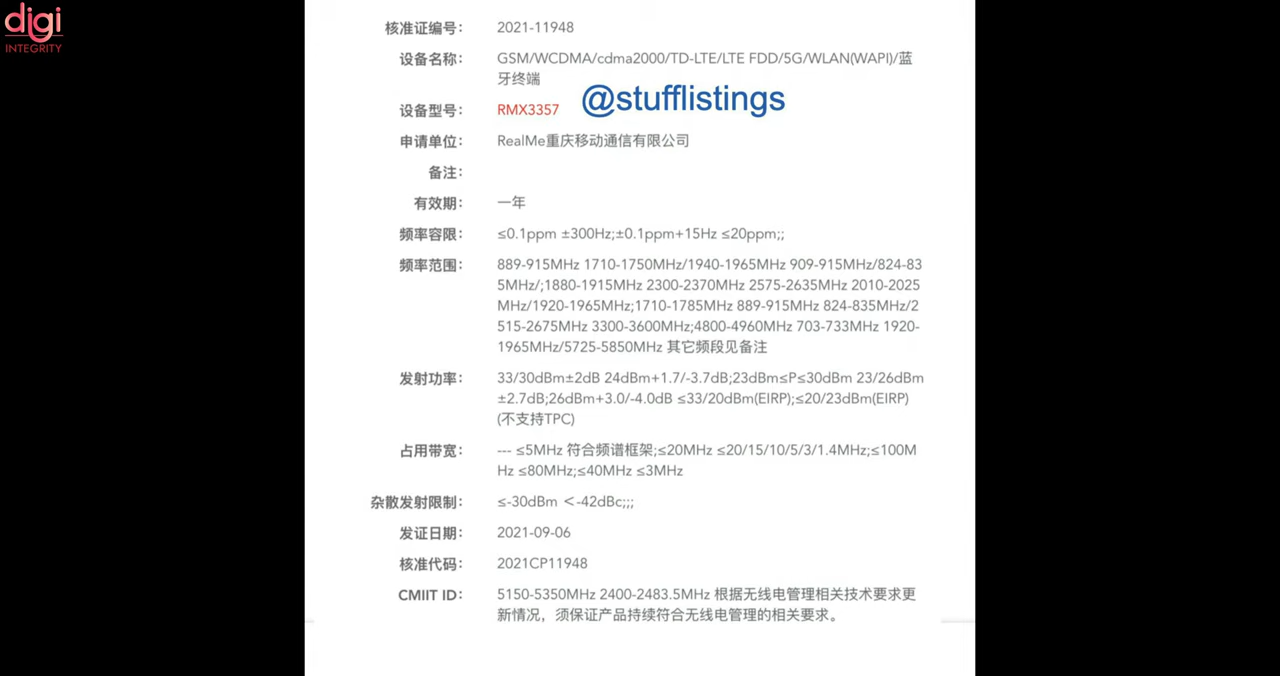 digi
INTEGRITY
核准证编号: 2021-11948
设备名称: GSM/WCDMA/cdma2000/TD-LTE/LTE FDD/5G/WLAN(WAPI)/蓝
牙终端
@stufflistings
设备型号: RMX3357
申请单位: RealMe重庆移动通信有限公司
备注:
有效期: 一年
频率容限: ≤0.1ppm ±300Hz;±0.1ppm+15Hz ≤20ppm;;
频率范围: 889-915MHz 1710-1750MHz/1940-1965MHz 909-915MHz/824-83
5MHz/;1880-1915MHz 2300-2370MHz 2575-2635MHz 2010-2025
MHz/1920-1965MHz;1710-1785MHz 889-915MHz 824-835MHz/2
515-2675MHz 3300-3600MHz;4800-4960MHz 703-733MHz 1920-
1965MHz/5725-5850MHz 其它频段见备注
发射功率: 33/30dBm±2dB 24dBm+1.7/-3.7dB;23dBm≤P≤30dBm 23/26dBm
±2.7dB;26dBm+3.0/-4.0dB ≤33/20dBm(EIRP);≤20/23dBm(EIRP)
(不支持TPC)
占用带宽: --- ≤5MHz 符合频谱框架;≤20MHz ≤20/15/10/5/3/1.4MHz;≤100M
Hz ≤80MHz;≤40MHz ≤3MHz
杂散发射限制: ≤-30dBm ＜-42dBc;;;
发证日期: 2021-09-06
核准代码: 2021CP11948
CMIIT ID: 5150-5350MHz 2400-2483.5MHz 根据无线电管理相关技术要求更
新情况，须保证产品持续符合无线电管理的相关要求。